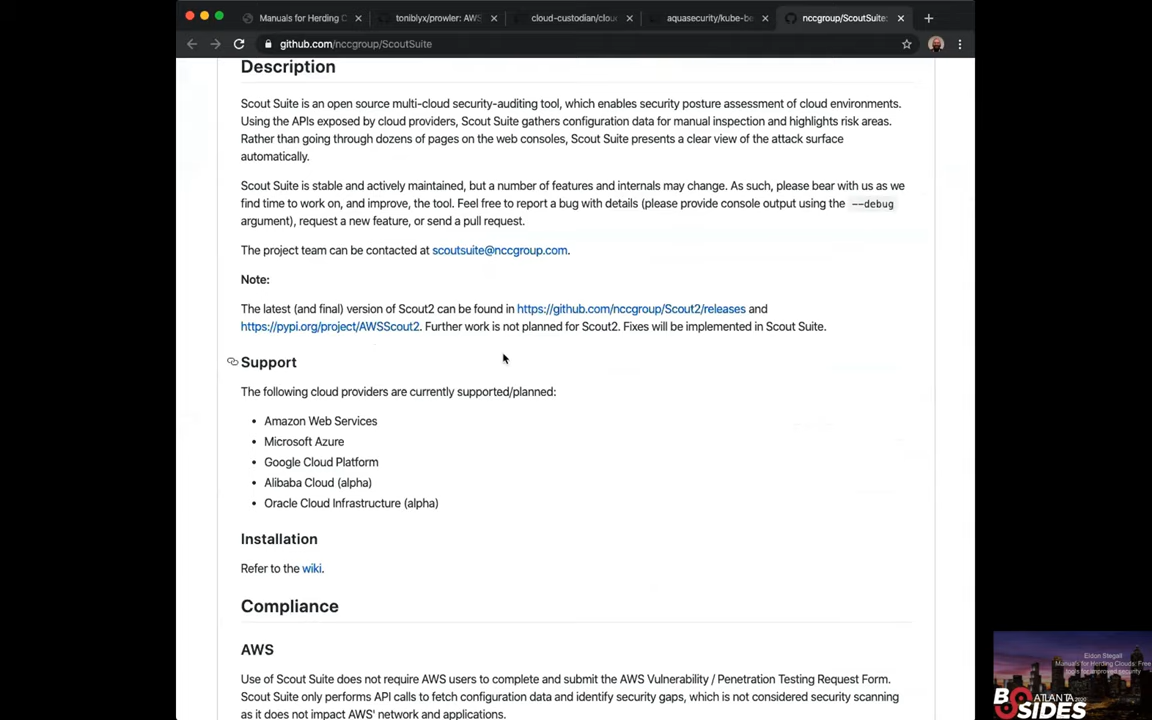 Manuals for Herding C
toniblyx/prowler: AWS
cloud-custodian/clou
aquasecurity/kube-be
nccgroup/ScoutSuite:
github.com/nccgroup/ScoutSuite
Description
Scout Suite is an open source multi-cloud security-auditing tool, which enables security posture assessment of cloud environments.
Using the APIs exposed by cloud providers, Scout Suite gathers configuration data for manual inspection and highlights risk areas.
Rather than going through dozens of pages on the web consoles, Scout Suite presents a clear view of the attack surface
automatically.
Scout Suite is stable and actively maintained, but a number of features and internals may change. As such, please bear with us as we
find time to work on, and improve, the tool. Feel free to report a bug with details (please provide console output using the --debug
argument), request a new feature, or send a pull request.
The project team can be contacted at scoutsuite@nccgroup.com.
Note:
The latest (and final) version of Scout2 can be found in https://github.com/nccgroup/Scout2/releases and
https://pypi.org/project/AWSScout2. Further work is not planned for Scout2. Fixes will be implemented in Scout Suite.
Support
The following cloud providers are currently supported/planned:
• Amazon Web Services
• Microsoft Azure
• Google Cloud Platform
• Alibaba Cloud (alpha)
• Oracle Cloud Infrastructure (alpha)
Installation
Refer to the wiki.
Compliance
AWS
Use of Scout Suite does not require AWS users to complete and submit the AWS Vulnerability / Penetration Testing Request Form.
Scout Suite only performs API calls to fetch configuration data and identify security gaps, which is not considered security scanning
as it does not impact AWS' network and applications.
Eldon Stegall
Manuals for Herding Clouds: Free
tools for improved security
ATLANTA
SIDES